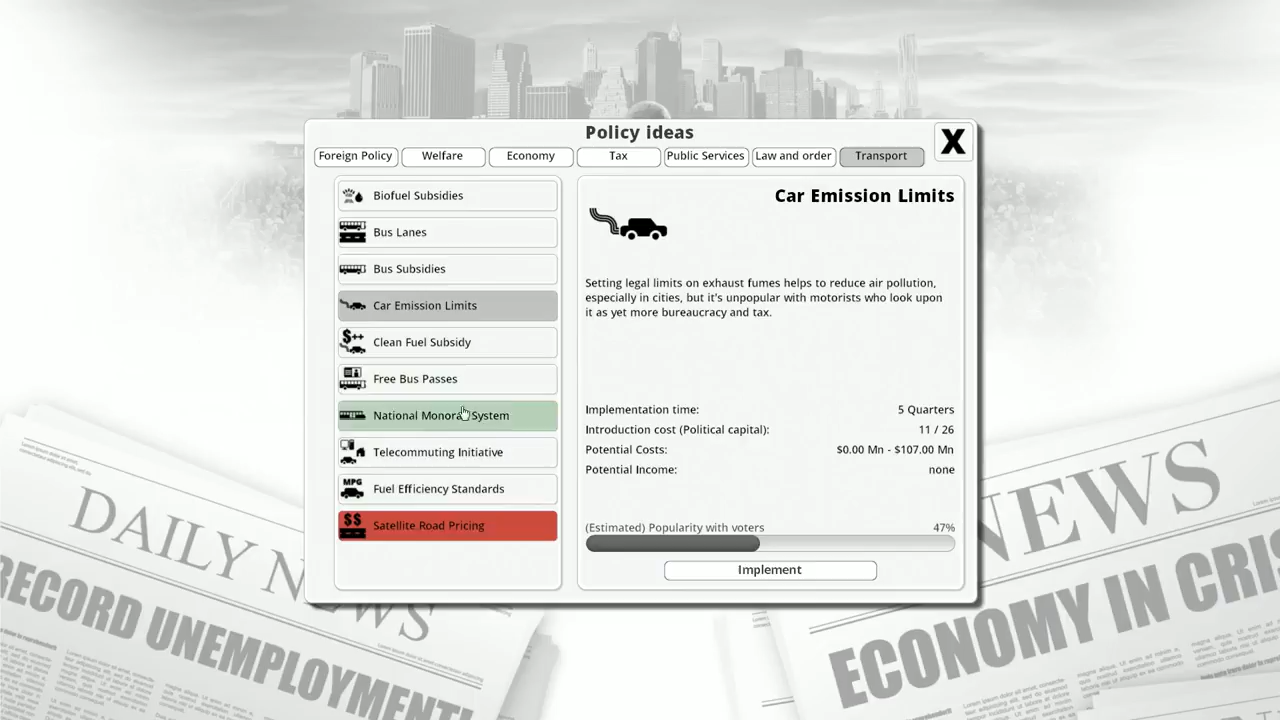 Policy ideas
X
Foreign Policy
Welfare
Economy
Tax
Public Services
Law and order
Transport
Biofuel Subsidies
Bus Lanes
Bus Subsidies
Car Emission Limits
$++
Clean Fuel Subsidy
Free Bus Passes
National Monorail System
Telecommuting Initiative
MPG
Fuel Efficiency Standards
$$
Satellite Road Pricing
Car Emission Limits
Setting legal limits on exhaust fumes helps to reduce air pollution,
especially in cities, but it's unpopular with motorists who look upon
it as yet more bureaucracy and tax.
Implementation time: 5 Quarters
Introduction cost (Political capital): 11 / 26
Potential Costs: $0.00 Mn - $107.00 Mn
Potential Income: none
(Estimated) Popularity with voters 47%
Implement
DAILY NEWS
RECORD UNEMPLOYMENT
NEWS
ECONOMY IN CRIS